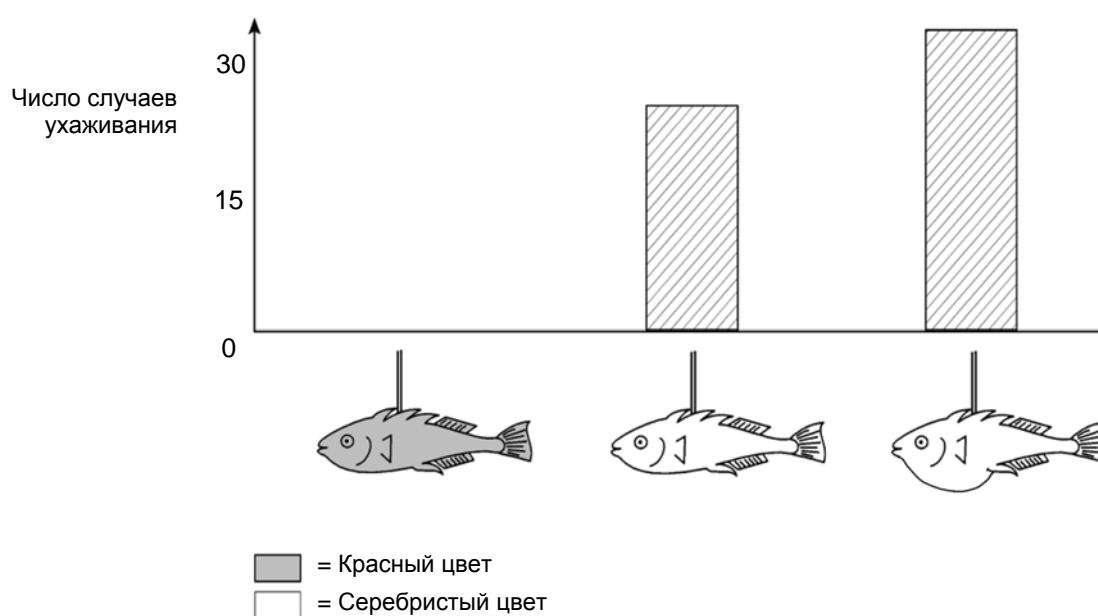 30
Число случаев
ухаживания
15
0
= Красный цвет
= Серебристый цвет